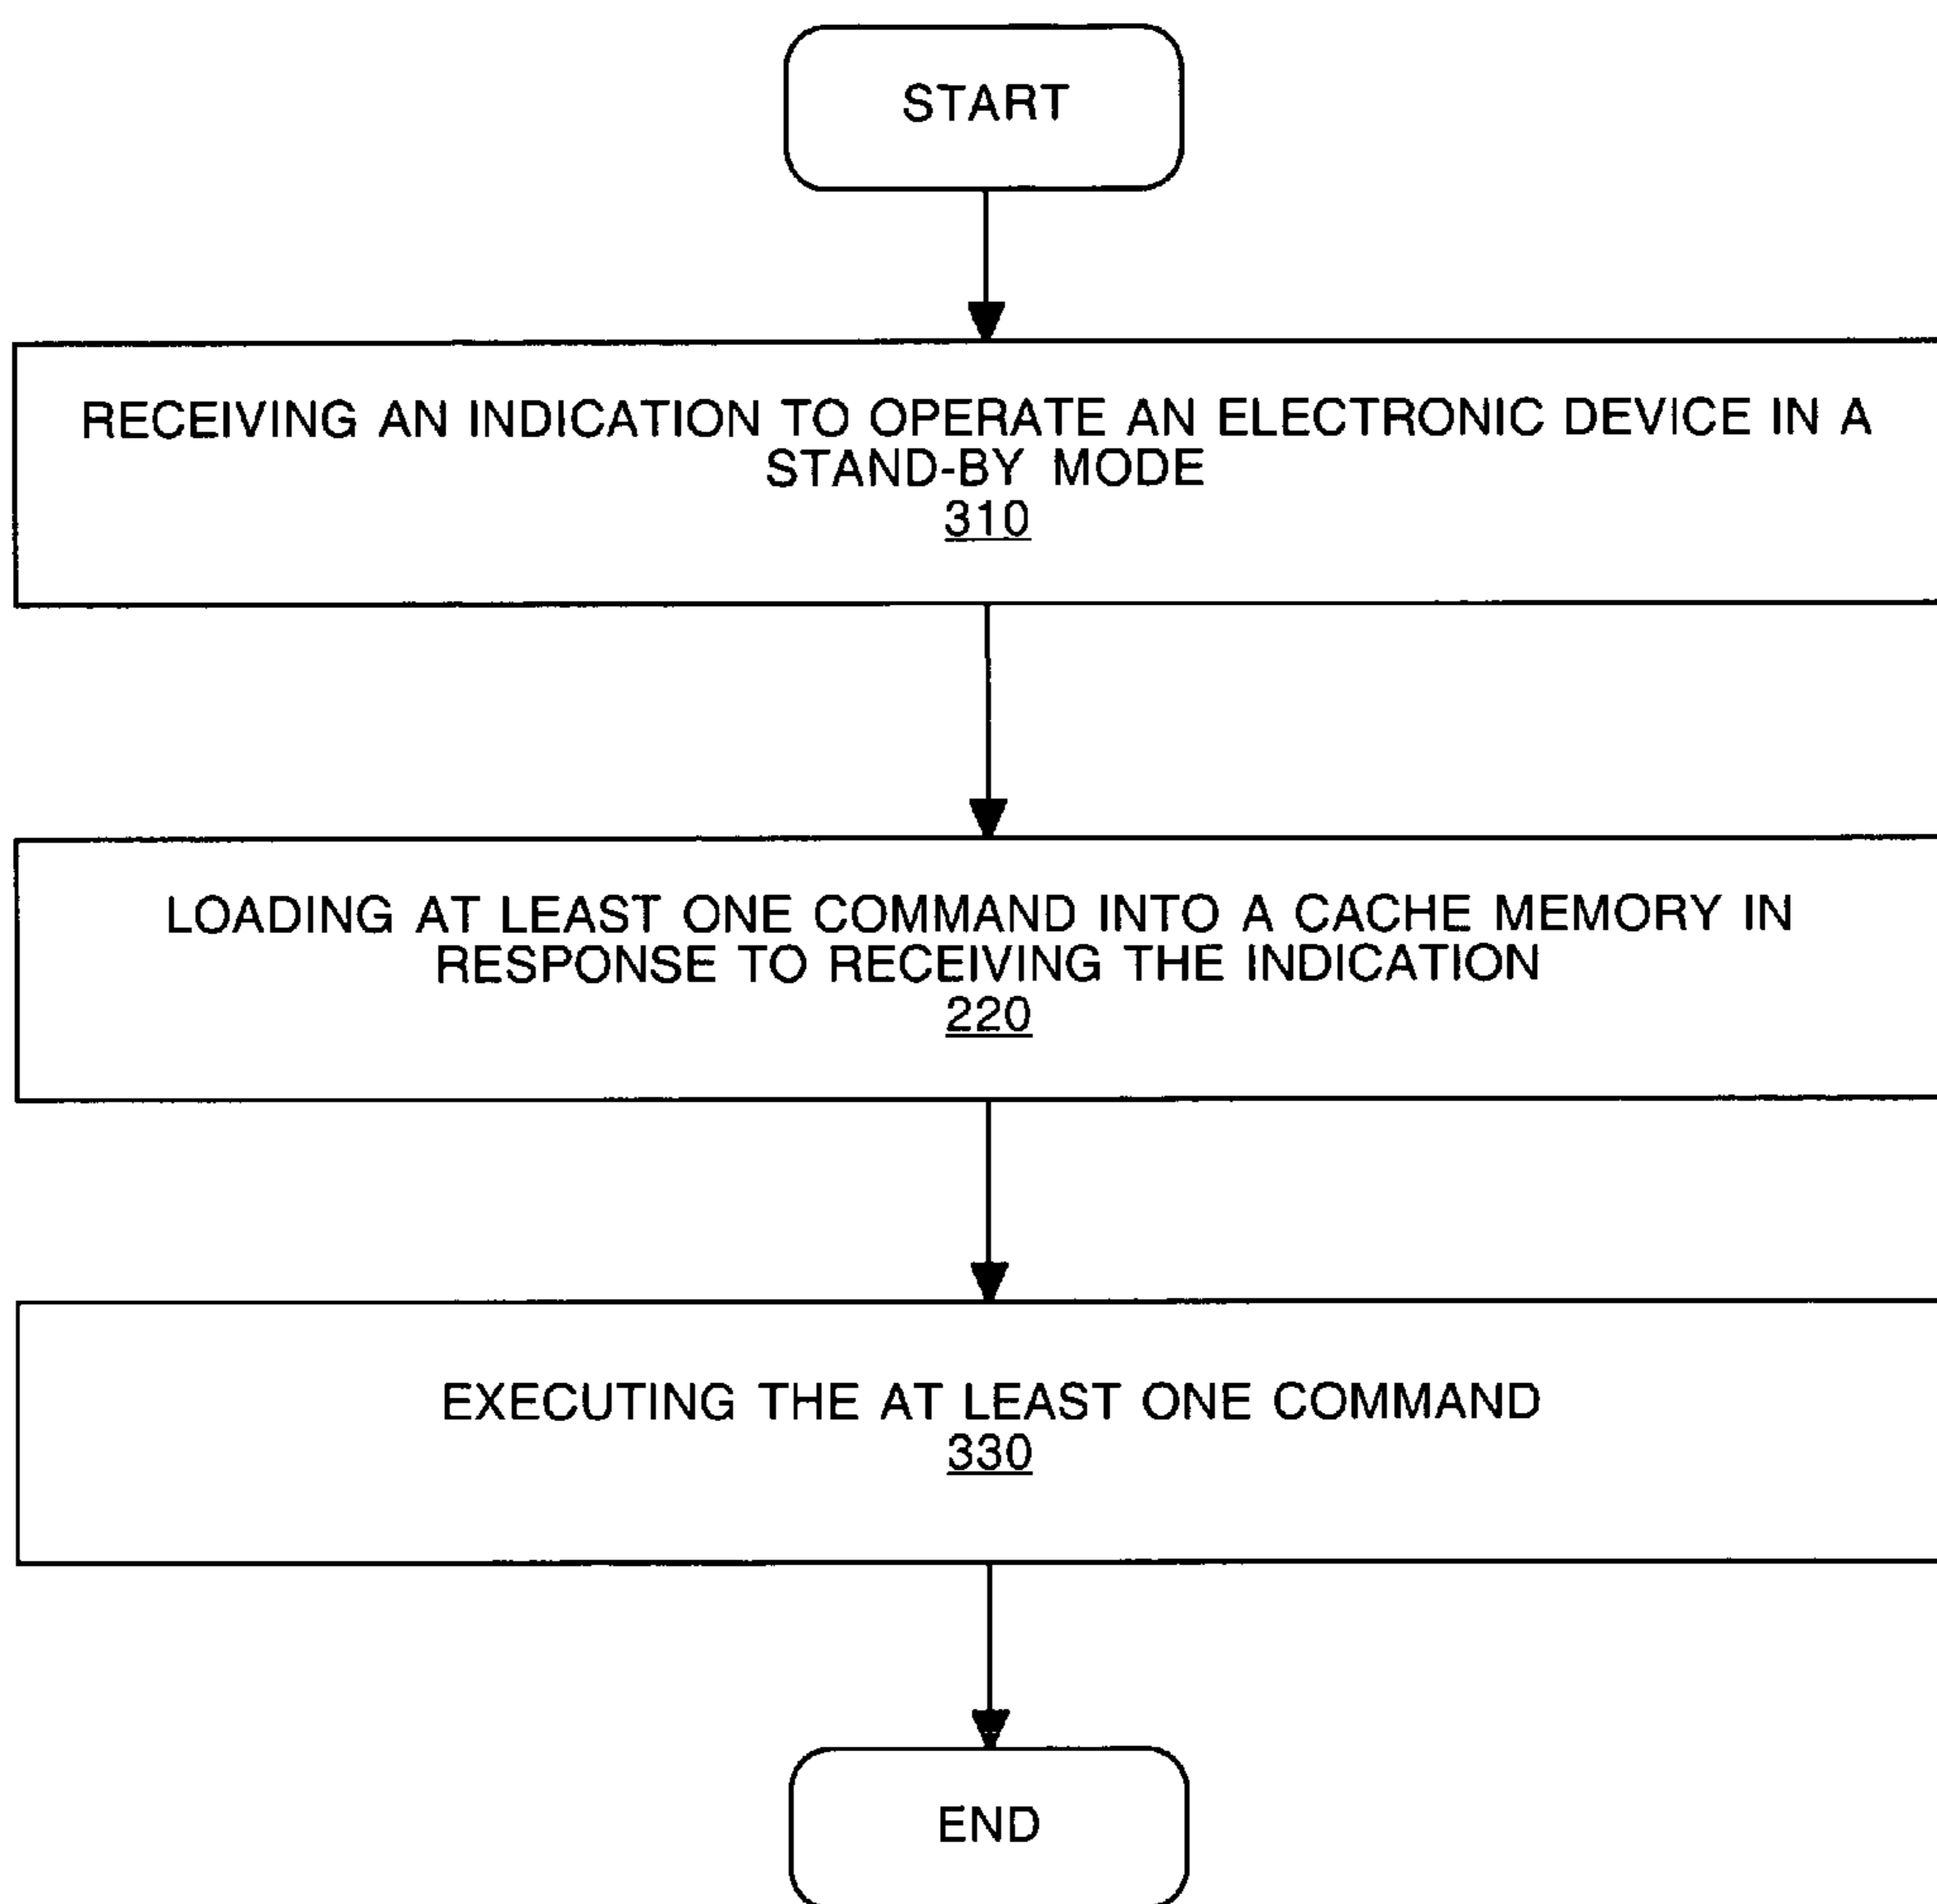 START
RECEIVING AN INDICATION TO OPERATE AN ELECTRONIC DEVICE IN A
STAND-BY MODE
310
LOADING AT LEAST ONE COMMAND INTO A CACHE MEMORY IN
RESPONSE TO RECEIVING THE INDICATION
220
EXECUTING THE AT LEAST ONE COMMAND
330
END